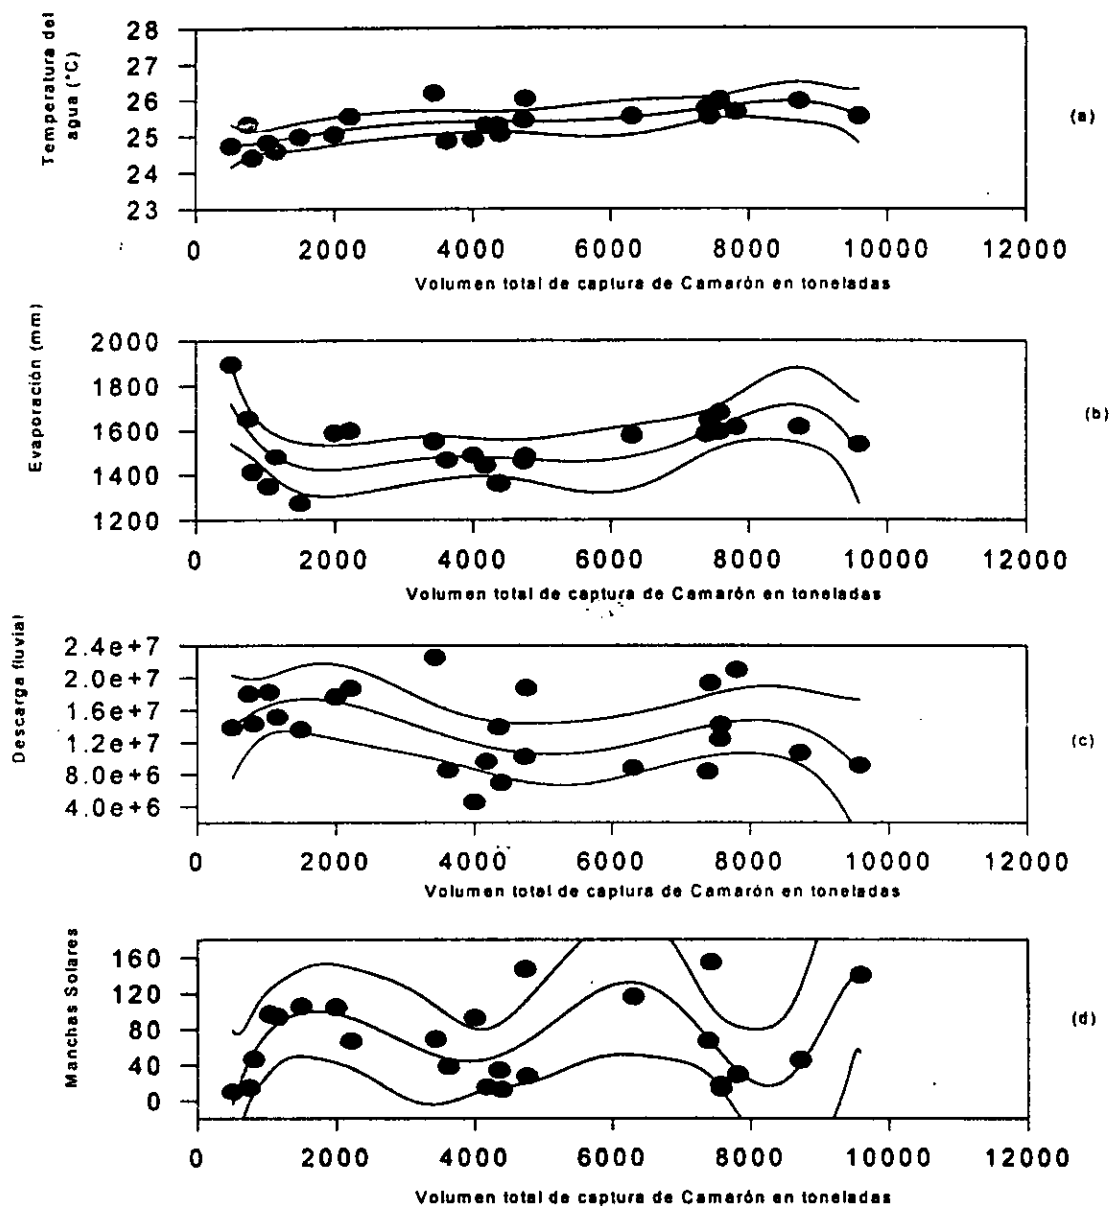 Temperatura del
agua (°C)
28
27
26
25
24
23
(a)
0 2000 4000 6000 8000 10000 12000
Volumen total de captura de Camarón en toneladas
Evaporación (mm)
2000
1800
1600
1400
1200
(b)
0 2000 4000 6000 8000 10000 12000
Volumen total de captura de Camarón en toneladas
Descarga fluvial
2.4e+7
2.0e+7
1.6e+7
1.2e+7
8.0e+6
4.0e+6
(c)
0 2000 4000 6000 8000 10000 12000
Volumen total de captura de Camarón en toneladas
Manchas Solares
160
120
80
40
0
(d)
0 2000 4000 6000 8000 10000 12000
Volumen total de captura de Camarón en toneladas